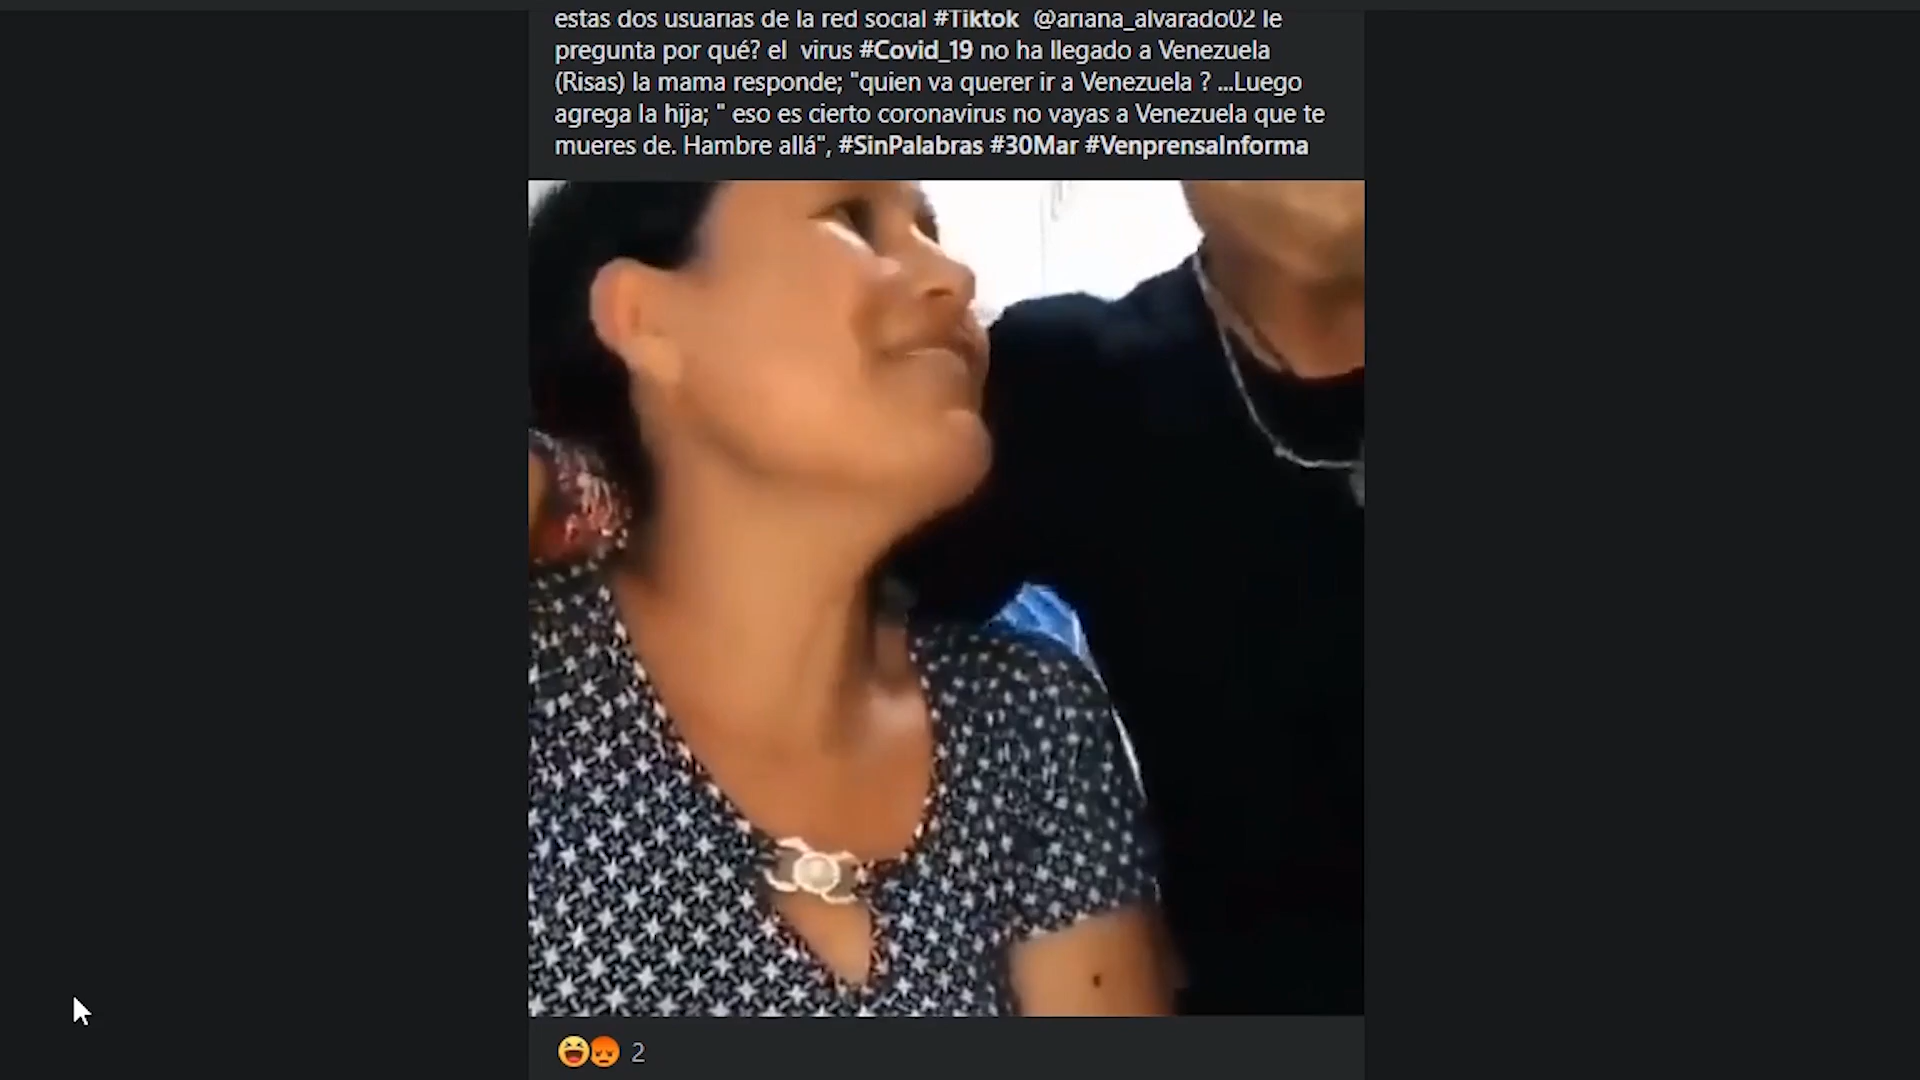 estas dos usuarias de la red social #Tiktok @ariana_alvarado02 le
pregunta por qué? el virus #Covid_19 no ha llegado a Venezuela
(Risas) la mama responde; "quien va querer ir a Venezuela ? ...Luego
agrega la hija; " eso es cierto coronavirus no vayas a Venezuela que te
mueres de. Hambre allá", #SinPalabras #30Mar #VenprensaInforma
2